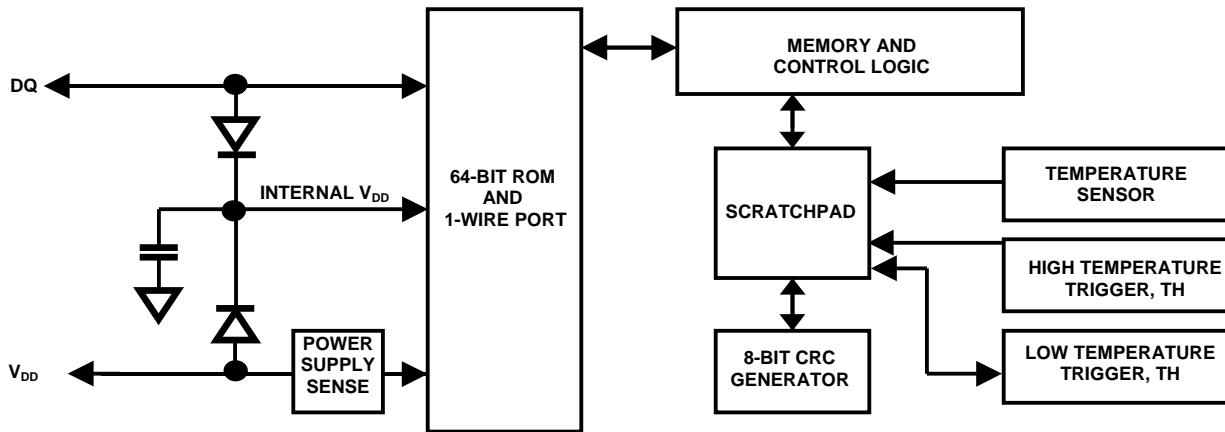 DQ
INTERNAL VDD
VDD
POWER
SUPPLY
SENSE
64-BIT ROM
AND
1-WIRE PORT
MEMORY AND
CONTROL LOGIC
SCRATCHPAD
8-BIT CRC
GENERATOR
TEMPERATURE
SENSOR
HIGH TEMPERATURE
TRIGGER, TH
LOW TEMPERATURE
TRIGGER, TH